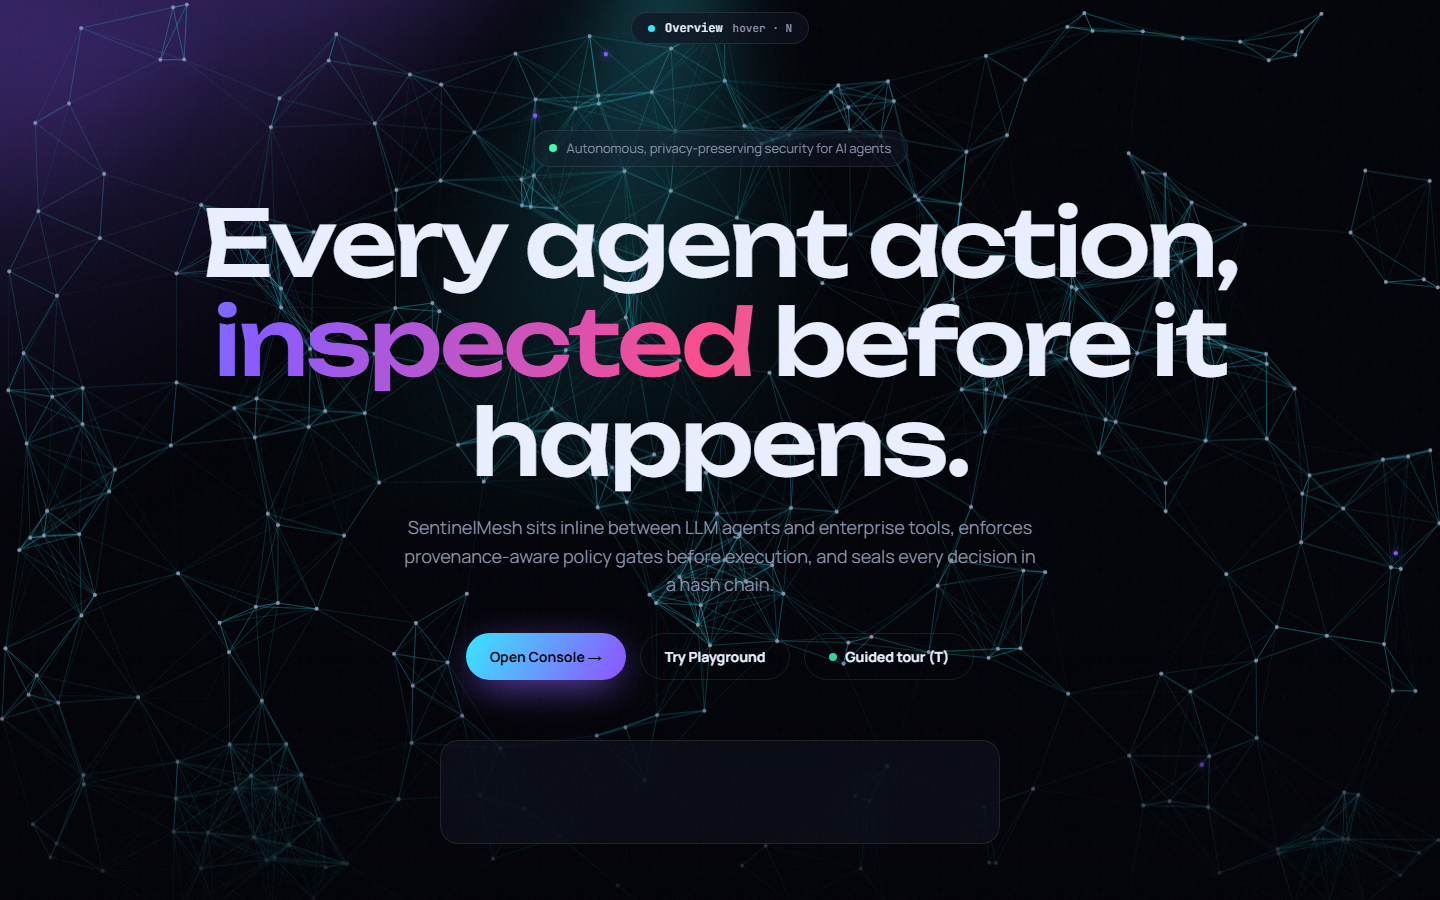 Overview hover · N
Autonomous, privacy-preserving security for AI agents
Every agent action,
inspected before it
happens.
SentinelMesh sits inline between LLM agents and enterprise tools, enforces
provenance-aware policy gates before execution, and seals every decision in
a hash chain.
Open Console → Try Playground Guided tour (T)